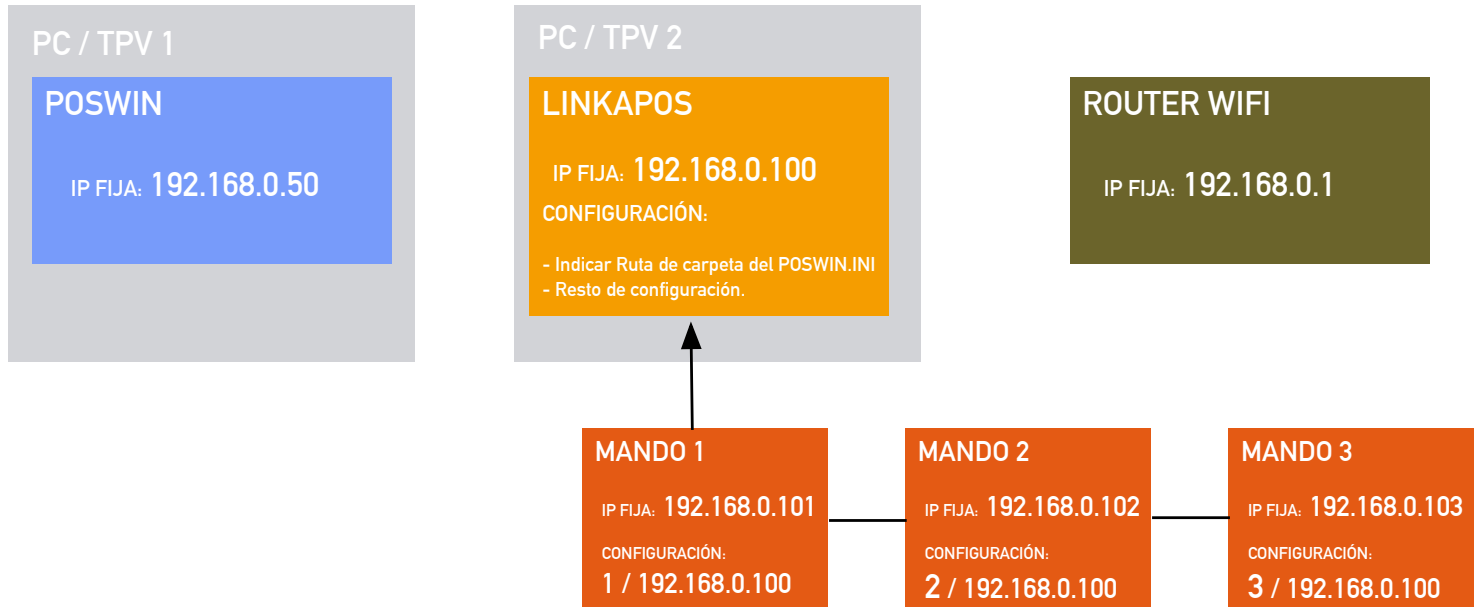 PC / TPV 1
POSWIN
IP FIJA: 192.168.0.50
PC / TPV 2
LINKAPOS
IP FIJA: 192.168.0.100
CONFIGURACIÓN:
- Indicar Ruta de carpeta del POSWIN.INI
- Resto de configuración.
ROUTER WIFI
IP FIJA: 192.168.0.1
MANDO 1
IP FIJA: 192.168.0.101
CONFIGURACIÓN:
1 / 192.168.0.100
MANDO 2
IP FIJA: 192.168.0.102
CONFIGURACIÓN:
2 / 192.168.0.100
MANDO 3
IP FIJA: 192.168.0.103
CONFIGURACIÓN:
3 / 192.168.0.100